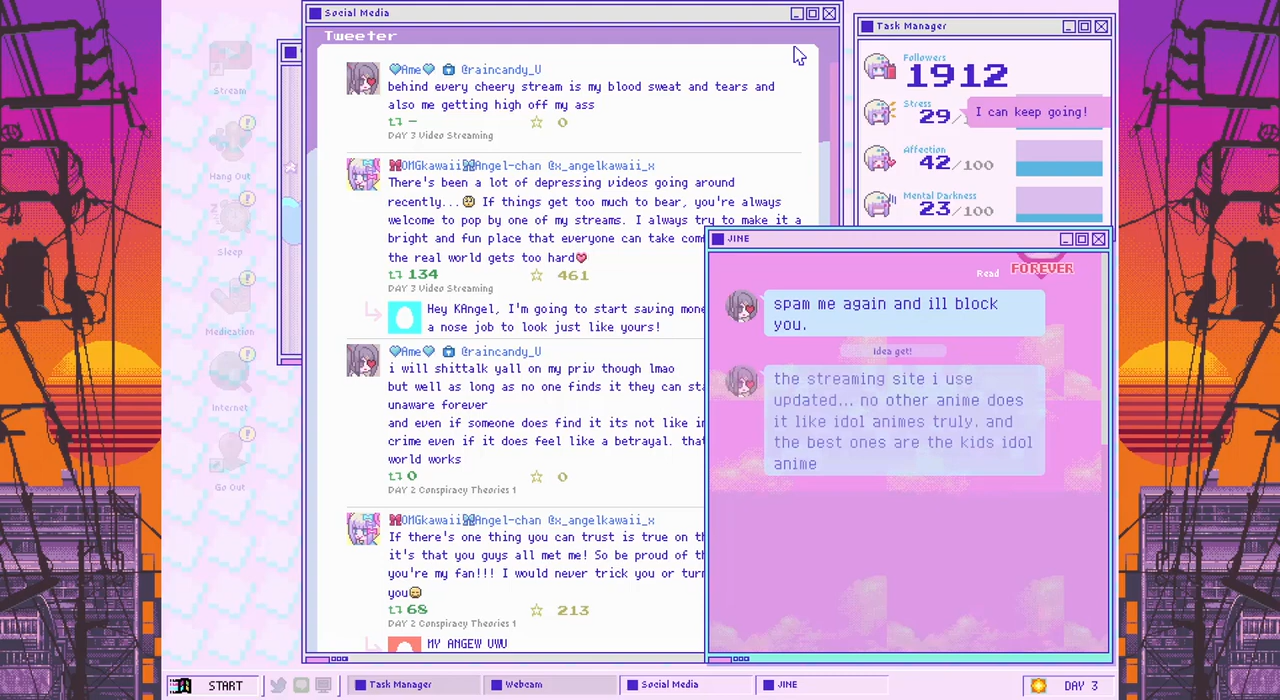 Social Media
Tweeter
♡Ame♡ @raincandy_U
behind every cheery stream is my blood sweat and tears and
also me getting high off my ass
–
0
DAY 3 Video Streaming
OMGkawaiiAngel-chan @x_angelkawaii_x
There's been a lot of depressing videos going around
recently... If things get too much to bear, you're always
welcome to pop by one of my streams. I always try to make it a
bright and fun place that everyone can take
the real world gets too hard
134
461
DAY 3 Video Streaming
Hey KAngel, I'm going to start saving
a nose job to look just like yours!
♡Ame♡ @raincandy_U
i will shittalk yall on my priv though lmao
but well as long as no one finds it they can
unaware forever
and even if someone does find it its not like
crime even if it does feel like a betrayal.
world works
0
0
DAY 2 Conspiracy Theories 1
OMGkawaiiAngel-chan @x_angelkawaii_x
If there's one thing you can trust is true on
it's that you guys all met me! So be proud of
you're my fan!!! I would never trick you or
you
68
213
DAY 2 Conspiracy Theories 1
MY ANGEW UWU
Stream
Hang Out
Sleep
Medication
Internet
Go Out
Task Manager
Followers
1912
Stress
29/
I can keep going!
Affection
42/100
Mental Darkness
23/100
JINE
FOREVER
Read
spam me again and ill block
you.
Idea get!
the streaming site i use
updated... no other anime does
it like idol animes truly. and
the best ones are the kids idol
anime
START
Task Manager
Webcam
Social Media
JINE
DAY 3